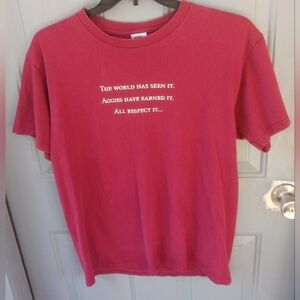 The world has seen it.
Aggies have earned it.
All respect it...